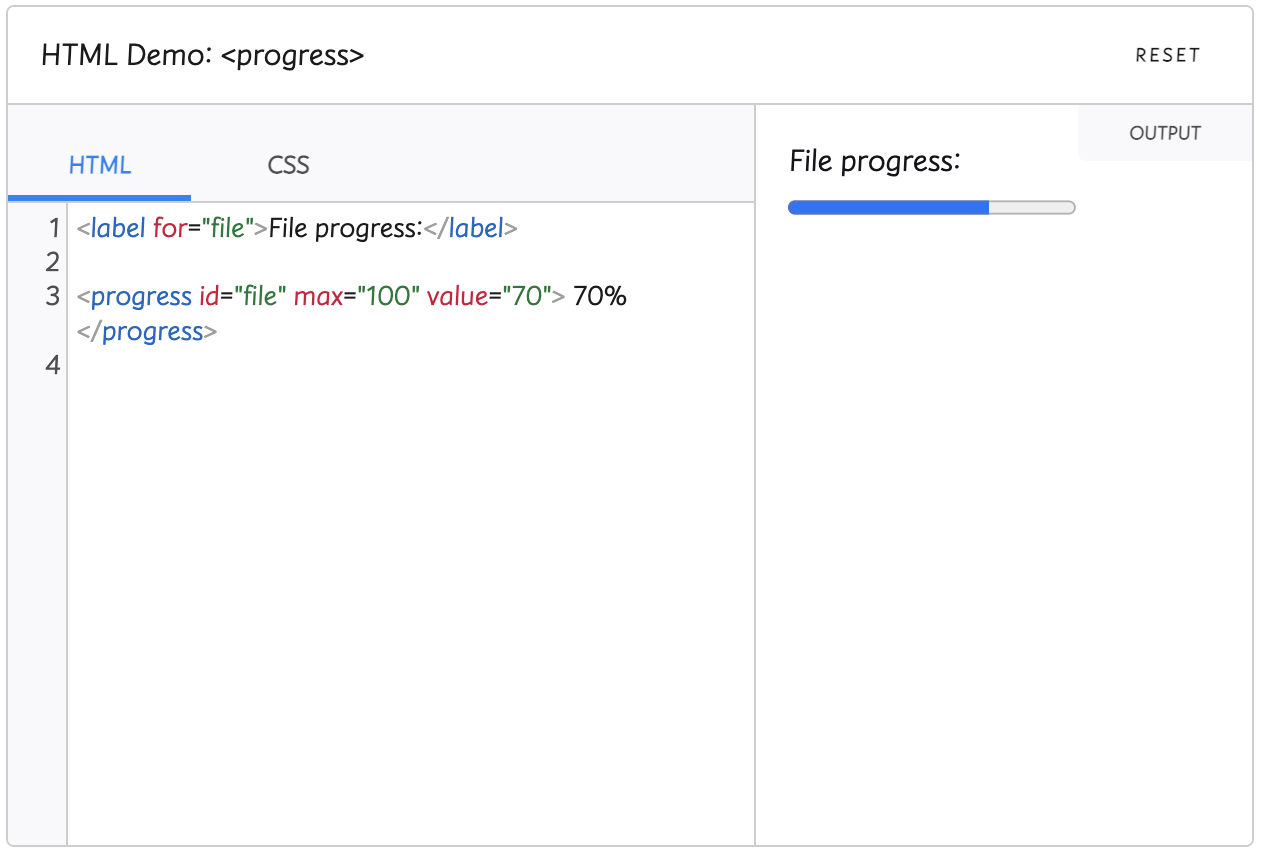 HTML Demo: <progress>
RESET
HTML
CSS
1 <label for="file">File progress:</label>
2
3 <progress id="file" max="100" value="70"> 70%
</progress>
4
OUTPUT
File progress: